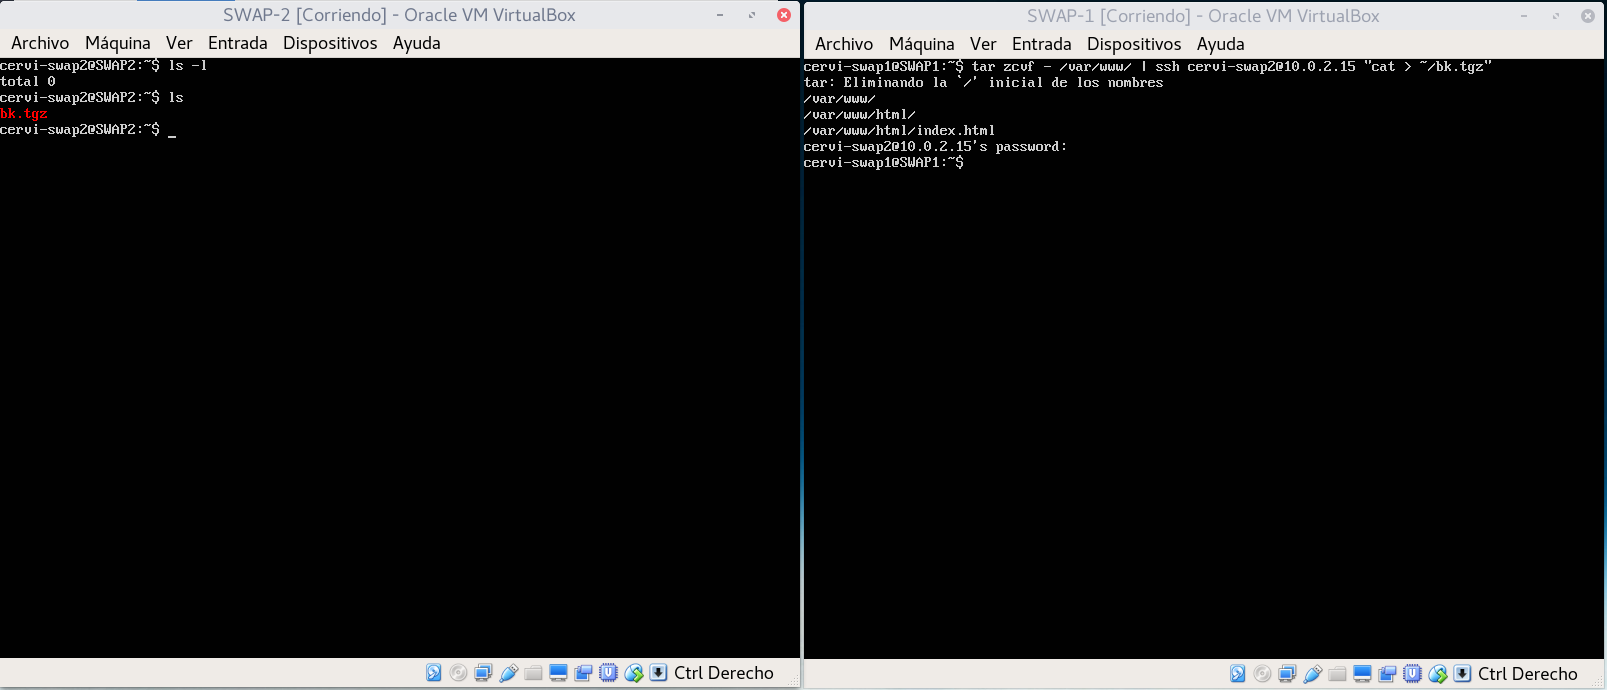 SWAP-2 [Corriendo] - Oracle VM VirtualBox
Archivo Máquina Ver Entrada Dispositivos Ayuda
cervi-swap2@SWAP2:~$ ls -l
total 0
cervi-swap2@SWAP2:~$ ls
bk.tgz
cervi-swap2@SWAP2:~$ _
Ctrl Derecho
SWAP-1 [Corriendo] - Oracle VM VirtualBox
Archivo Máquina Ver Entrada Dispositivos Ayuda
cervi-swap1@SWAP1:~$ tar zcvf - /var/www/ | ssh cervi-swap2@10.0.2.15 "cat > ~/bk.tgz"
tar: Eliminando la `/' inicial de los nombres
/var/www/
/var/www/html/
/var/www/html/index.html
cervi-swap2@10.0.2.15's password:
cervi-swap1@SWAP1:~$
Ctrl Derecho